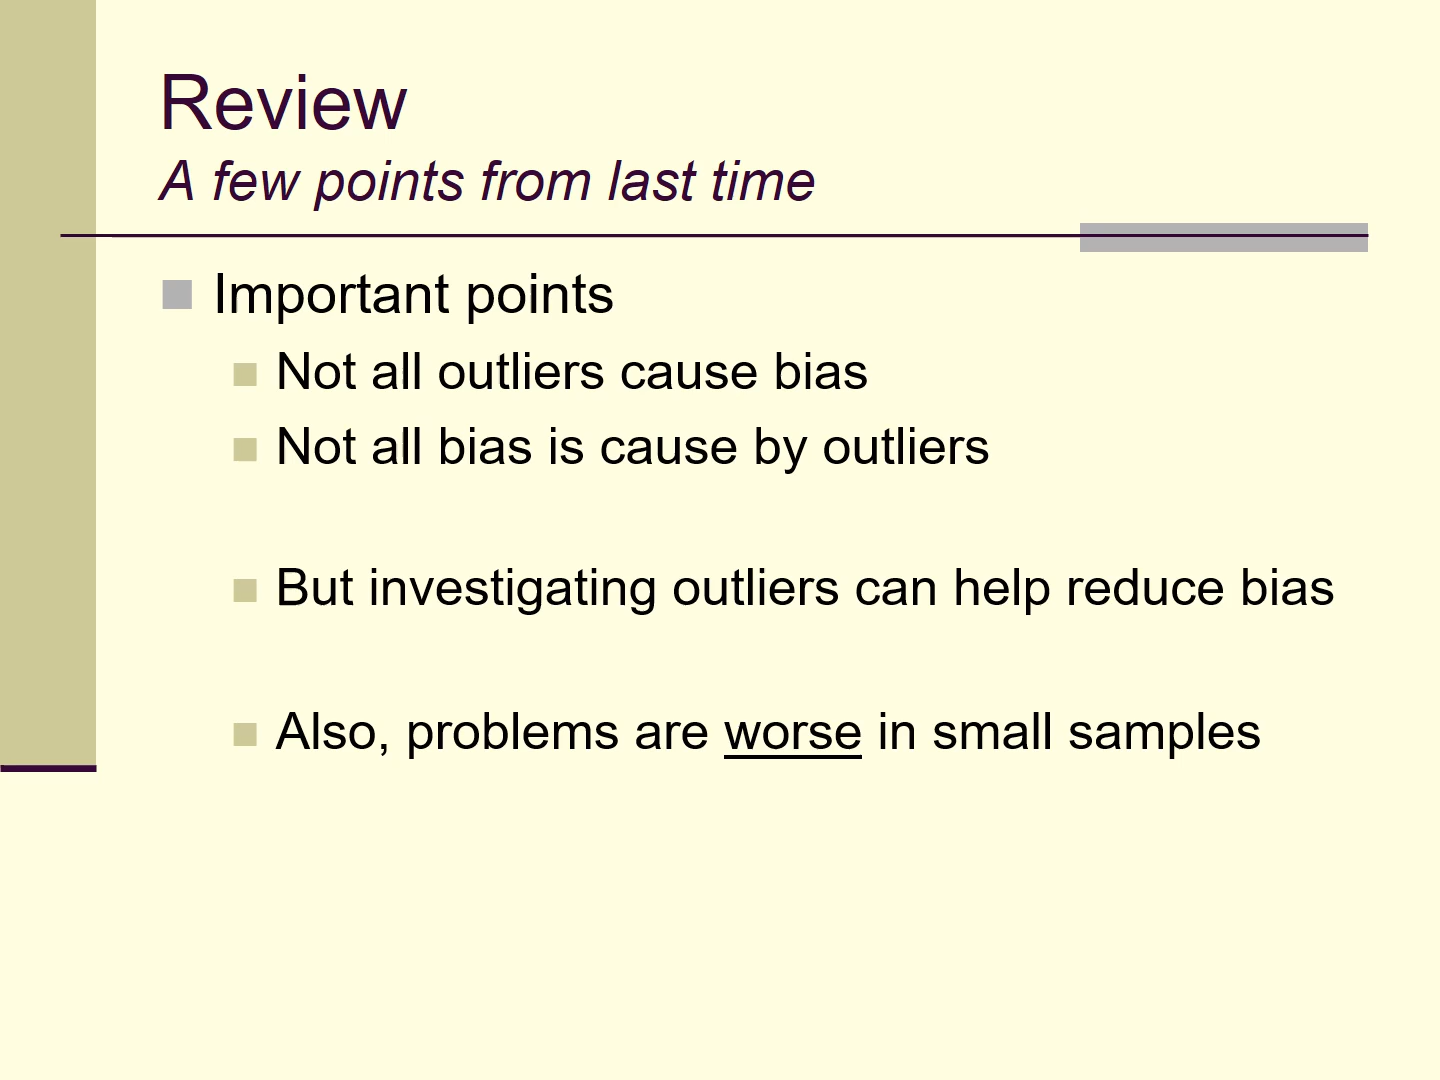 Review
A few points from last time
Important points
Not all outliers cause bias
Not all bias is cause by outliers
But investigating outliers can help reduce bias
Also, problems are worse in small samples